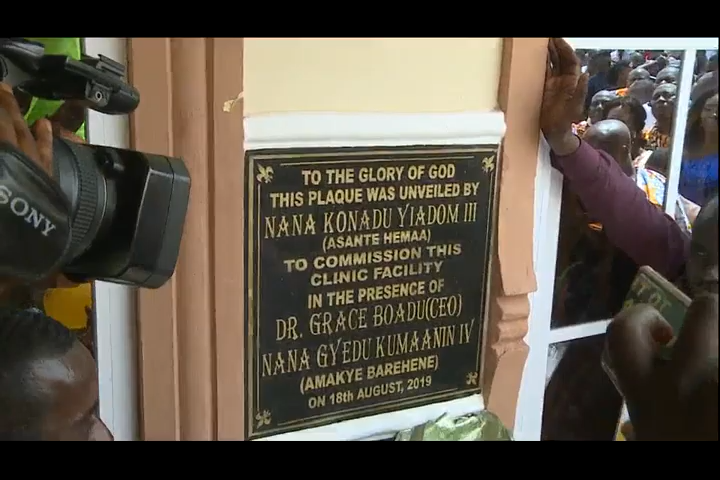 SONY
TO THE GLORY OF GOD
THIS PLAQUE WAS UNVEILED BY
NANA KONADU YIADOM III
(ASANTE HEMAA)
TO COMMISSION THIS
CLINIC FACILITY
IN THE PRESENCE OF
DR. GRACE BOADU(CEO)
NANA GYEDU KUMAANIN IV
(AMAKYE BAREHENE)
ON 18th AUGUST, 2019